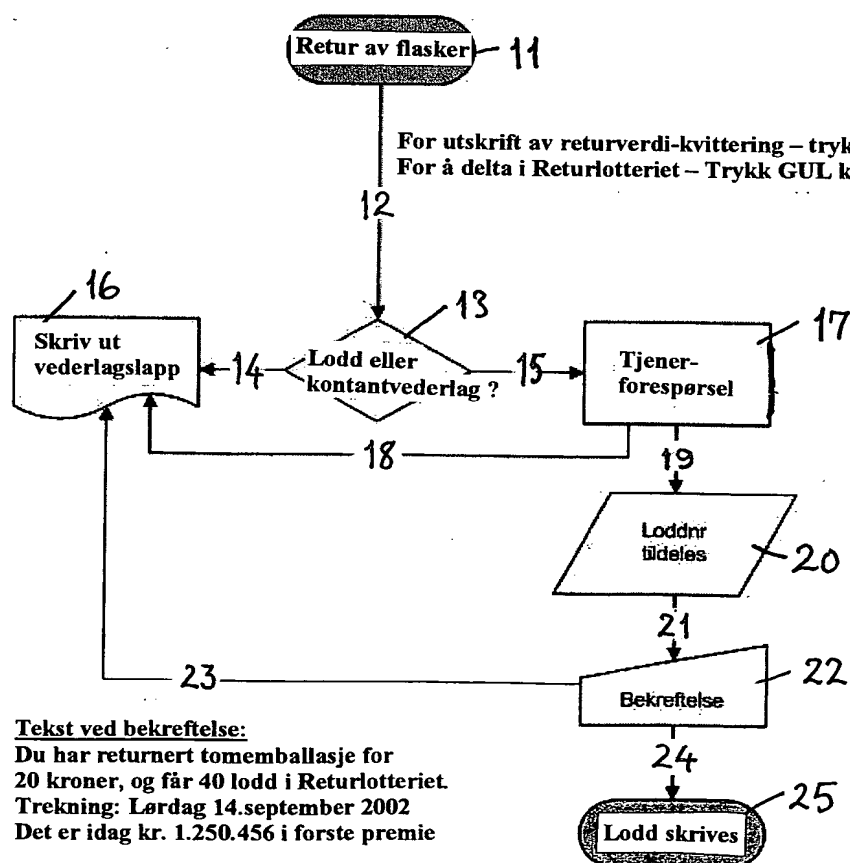 Retur av flasker
11
For utskrift av returverdi-kvittering – tryk
For å delta i Returlotteriet – Trykk GUL k
12
16
13
17
Skriv ut
vederlagslapp
14
Lodd eller
kontantvederlag ?
15
Tjener-
forespørsel
18
19
Loddnr
tildeles
20
21
23
22
Bekreftelse
Tekst ved bekreftelse:
Du har returnert tomemballasje for
20 kroner, og får 40 lodd i Returlotteriet.
Trekning: Lørdag 14.september 2002
Det er idag kr. 1.250.456 i forste premie
24
25
Lodd skrives